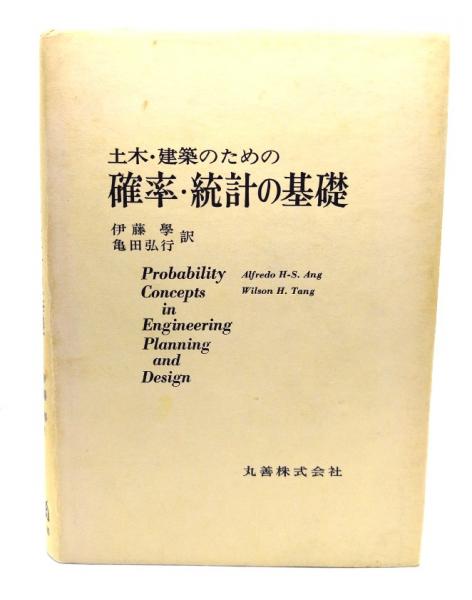 土木・建築のための
確率・統計の基礎
伊藤 學
亀田弘行 訳
Probability
Concepts
in
Engineering
Planning
and
Design
Alfredo H-S. Ang
Wilson H. Tang
丸善株式会社